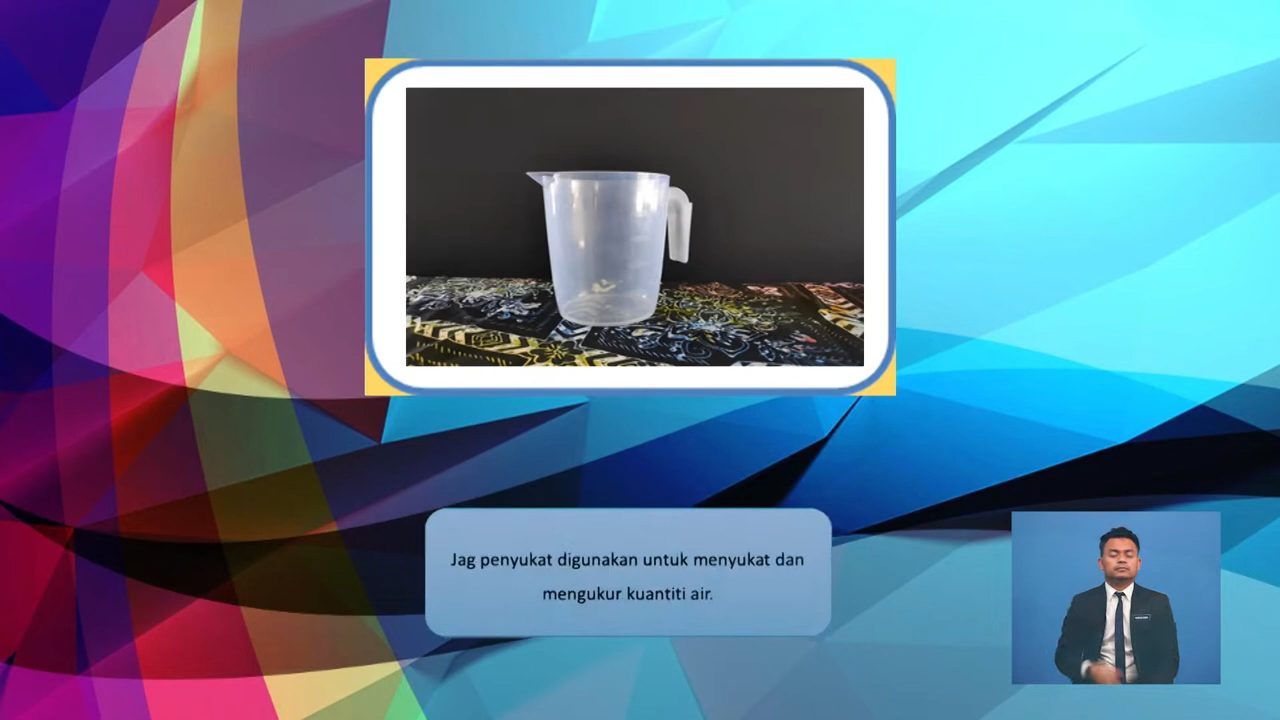 Jag penyukat digunakan untuk menyukat dan
mengukur kuantiti air.